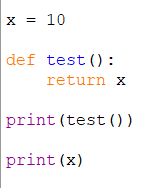 x = 10
def test():
    return x
print(test())
print(x)